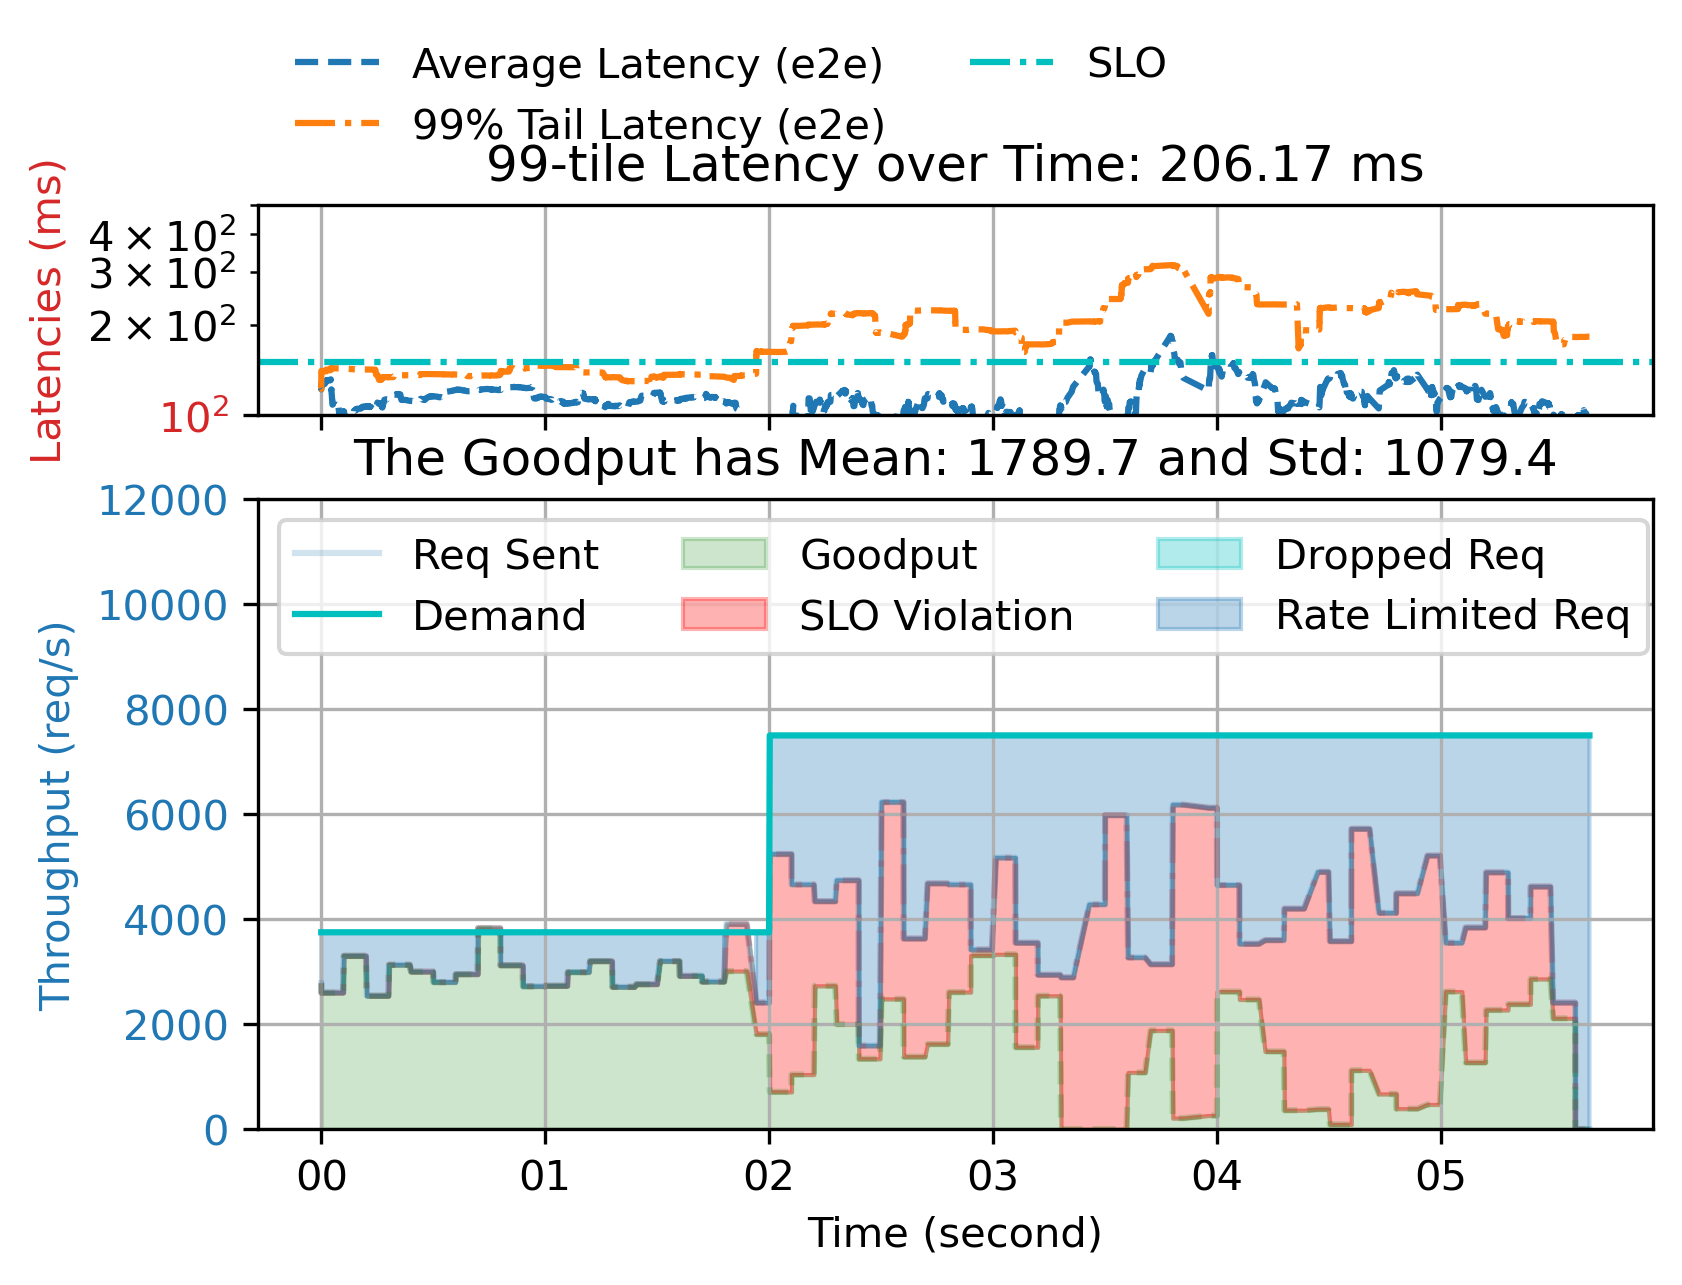 Average Latency (e2e)
SLO
99% Tail Latency (e2e)
99-tile Latency over Time: 206.17 ms
Latencies (ms)
4 × 10²
3 × 10²
2 × 10²
10²
The Goodput has Mean: 1789.7 and Std: 1079.4
Throughput (req/s)
12000
10000
8000
6000
4000
2000
0
Req Sent
Goodput
Dropped Req
Demand
SLO Violation
Rate Limited Req
00 01 02 03 04 05
Time (second)